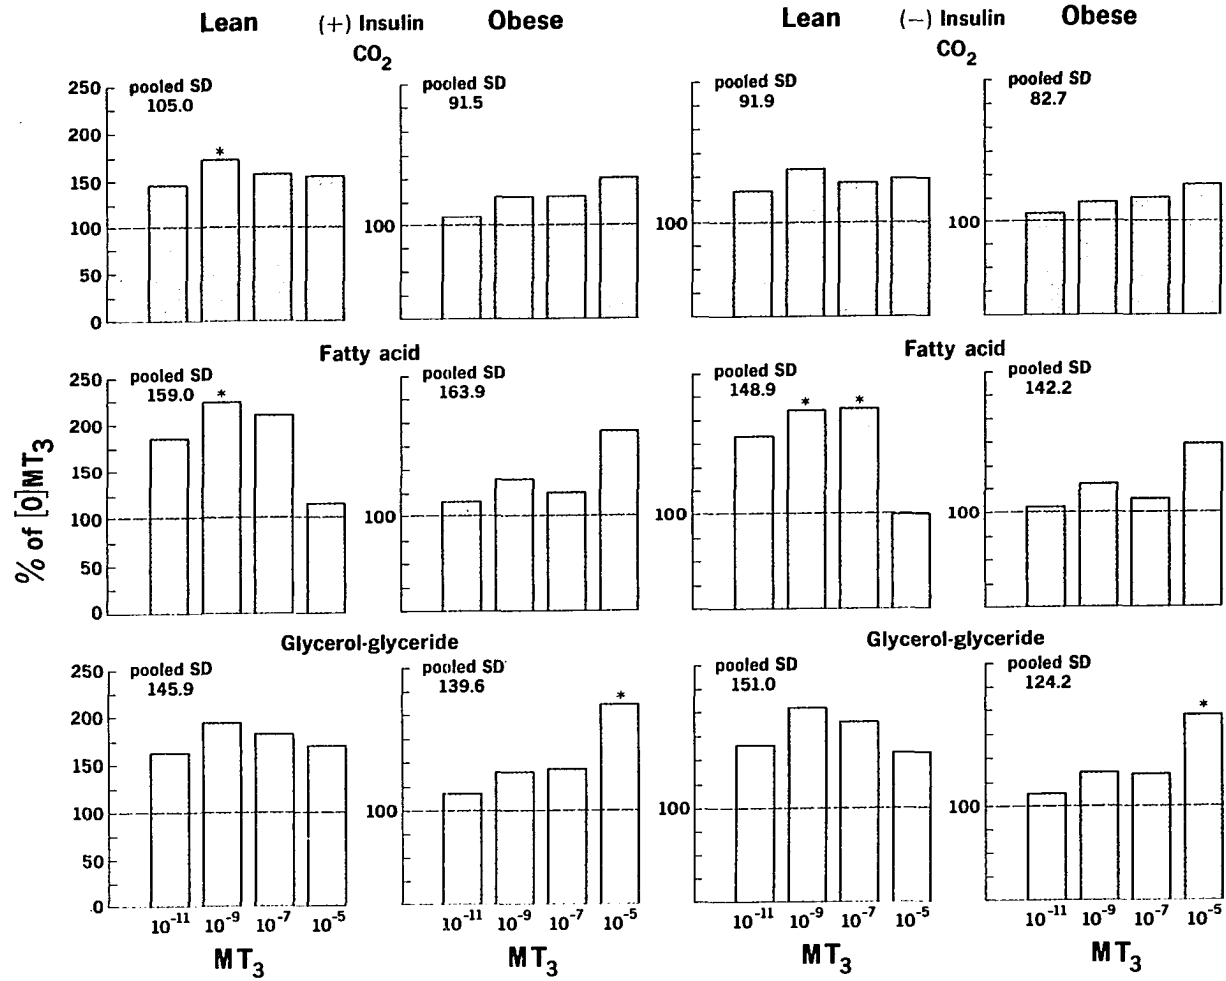 Lean (+) Insulin Obese Lean (−) Insulin Obese
CO2 CO2
pooled SD pooled SD pooled SD pooled SD
105.0 91.5 91.9 82.7
250
200
*
150
100 100 100 100
50
0
Fatty acid Fatty acid
pooled SD pooled SD pooled SD pooled SD
159.0 163.9 148.9 142.2
250
* * *
200
150
100 100 100 100
50
0
% of [O]MT3
Glycerol-glyceride Glycerol-glyceride
pooled SD pooled SD pooled SD pooled SD
145.9 139.6 151.0 124.2
250
* *
200
150
100 100 100 100
50
0
10-11 10-9 10-7 10-5 10-11 10-9 10-7 10-5 10-11 10-9 10-7 10-5 10-11 10-9 10-7 10-5
MT3 MT3 MT3 MT3